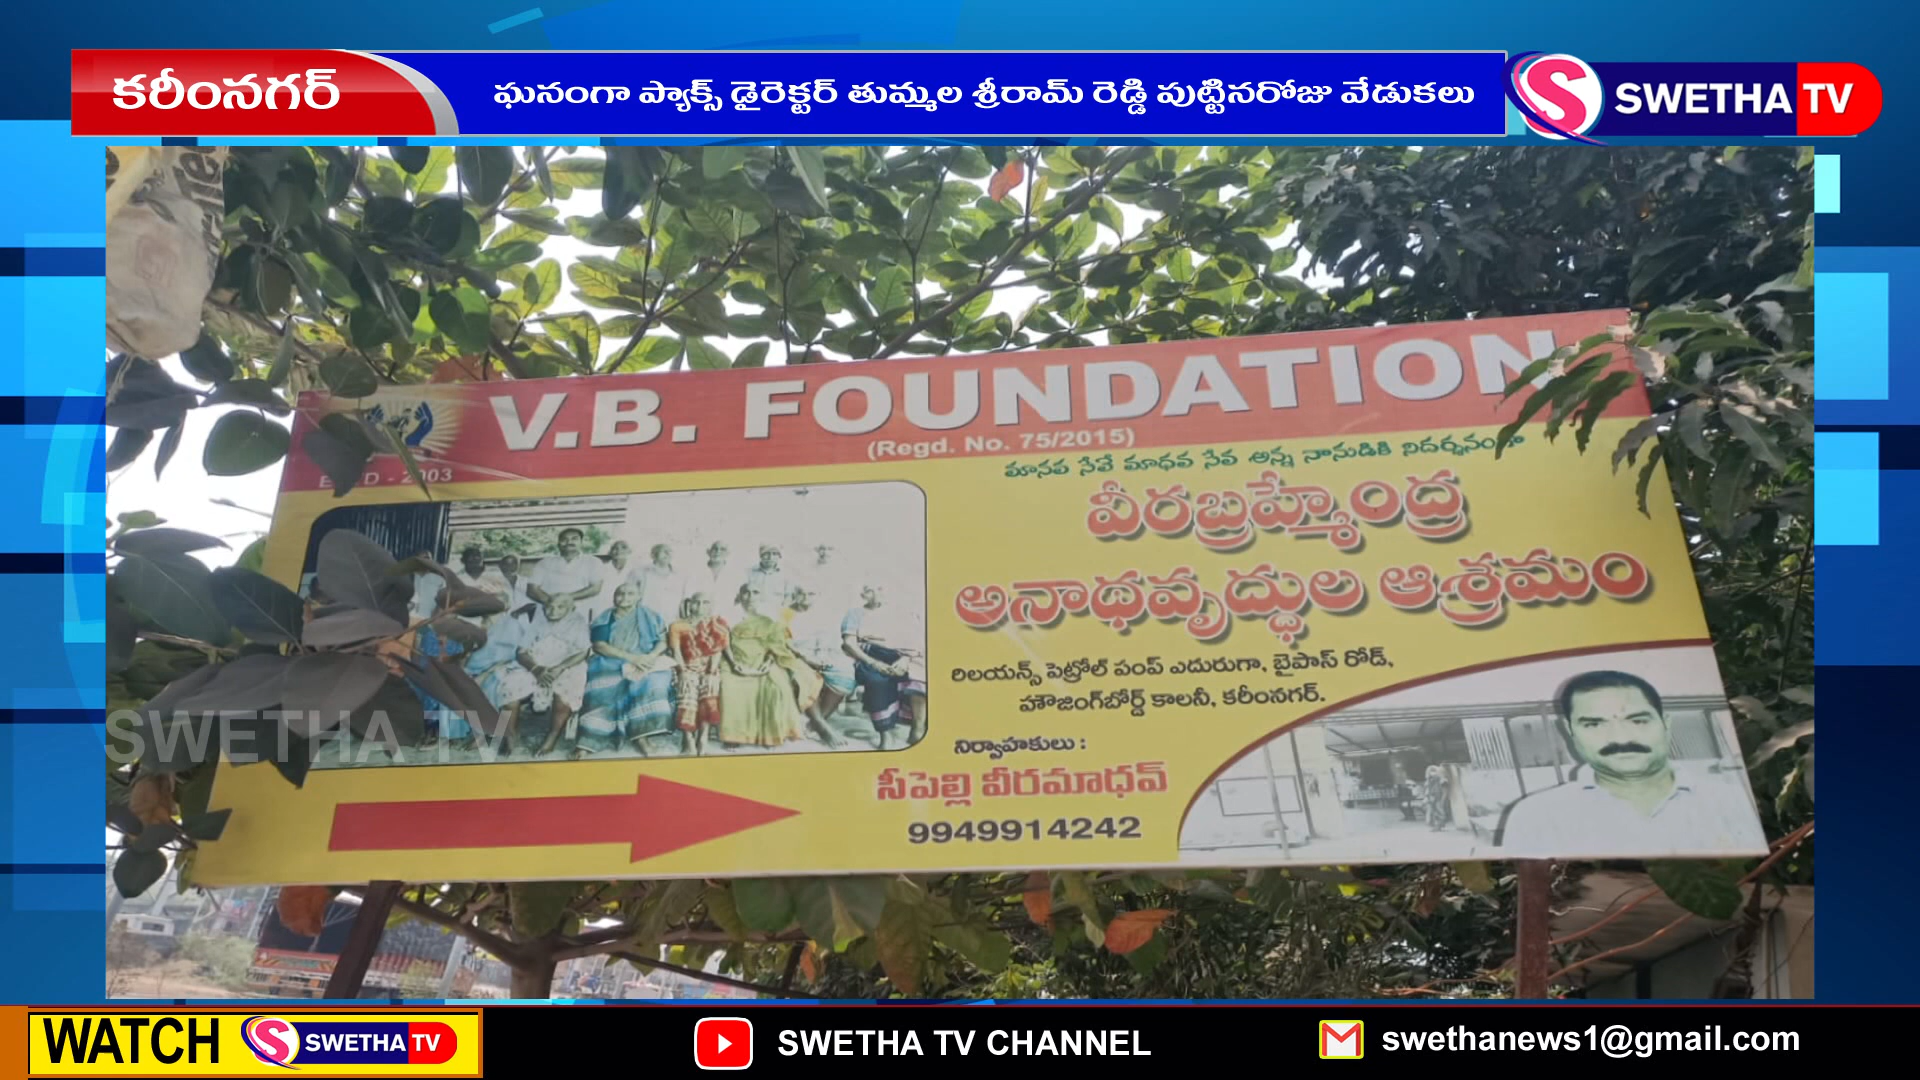 కరీంనగర్
ఘనంగా ప్యాక్స్ డైరెక్టర్ తుమ్మల శ్రీరామ్ రెడ్డి పుట్టినరోజు వేడుకలు
SWETHA TV
V.B. FOUNDATION
(Regd. No. 75/2015)
మానవ సేవే మాధవ సేవ అన్న నానుడికి నిదర్శనంగా
వీరబ్రహ్మేంద్ర
అనాథవృద్ధుల ఆశ్రమం
రిలయన్స్ పెట్రోల్ పంప్ ఎదురుగా, బైపాస్ రోడ్,
హౌజింగ్‌బోర్డ్ కాలనీ, కరీంనగర్.
నిర్వాహకులు :
సీపెల్లి వీరమాధవ్
9949914242
SWETHA TV
WATCH SWETHA TV
SWETHA TV CHANNEL
swethanews1@gmail.com